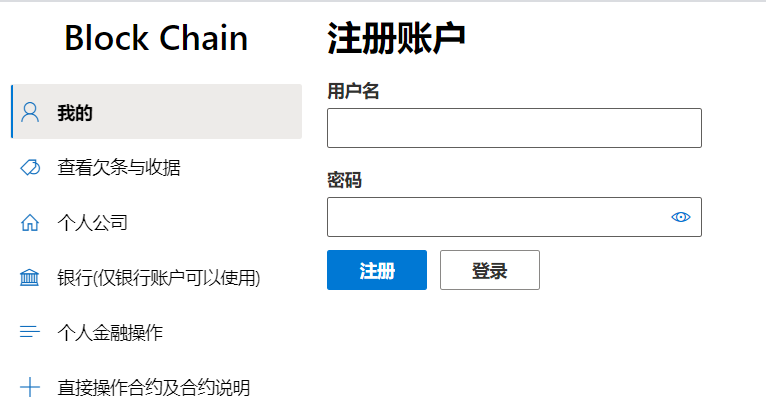 Block Chain
我的
查看欠条与收据
个人公司
银行(仅银行账户可以使用)
个人金融操作
直接操作合约及合约说明
注册账户
用户名
密码
注册
登录